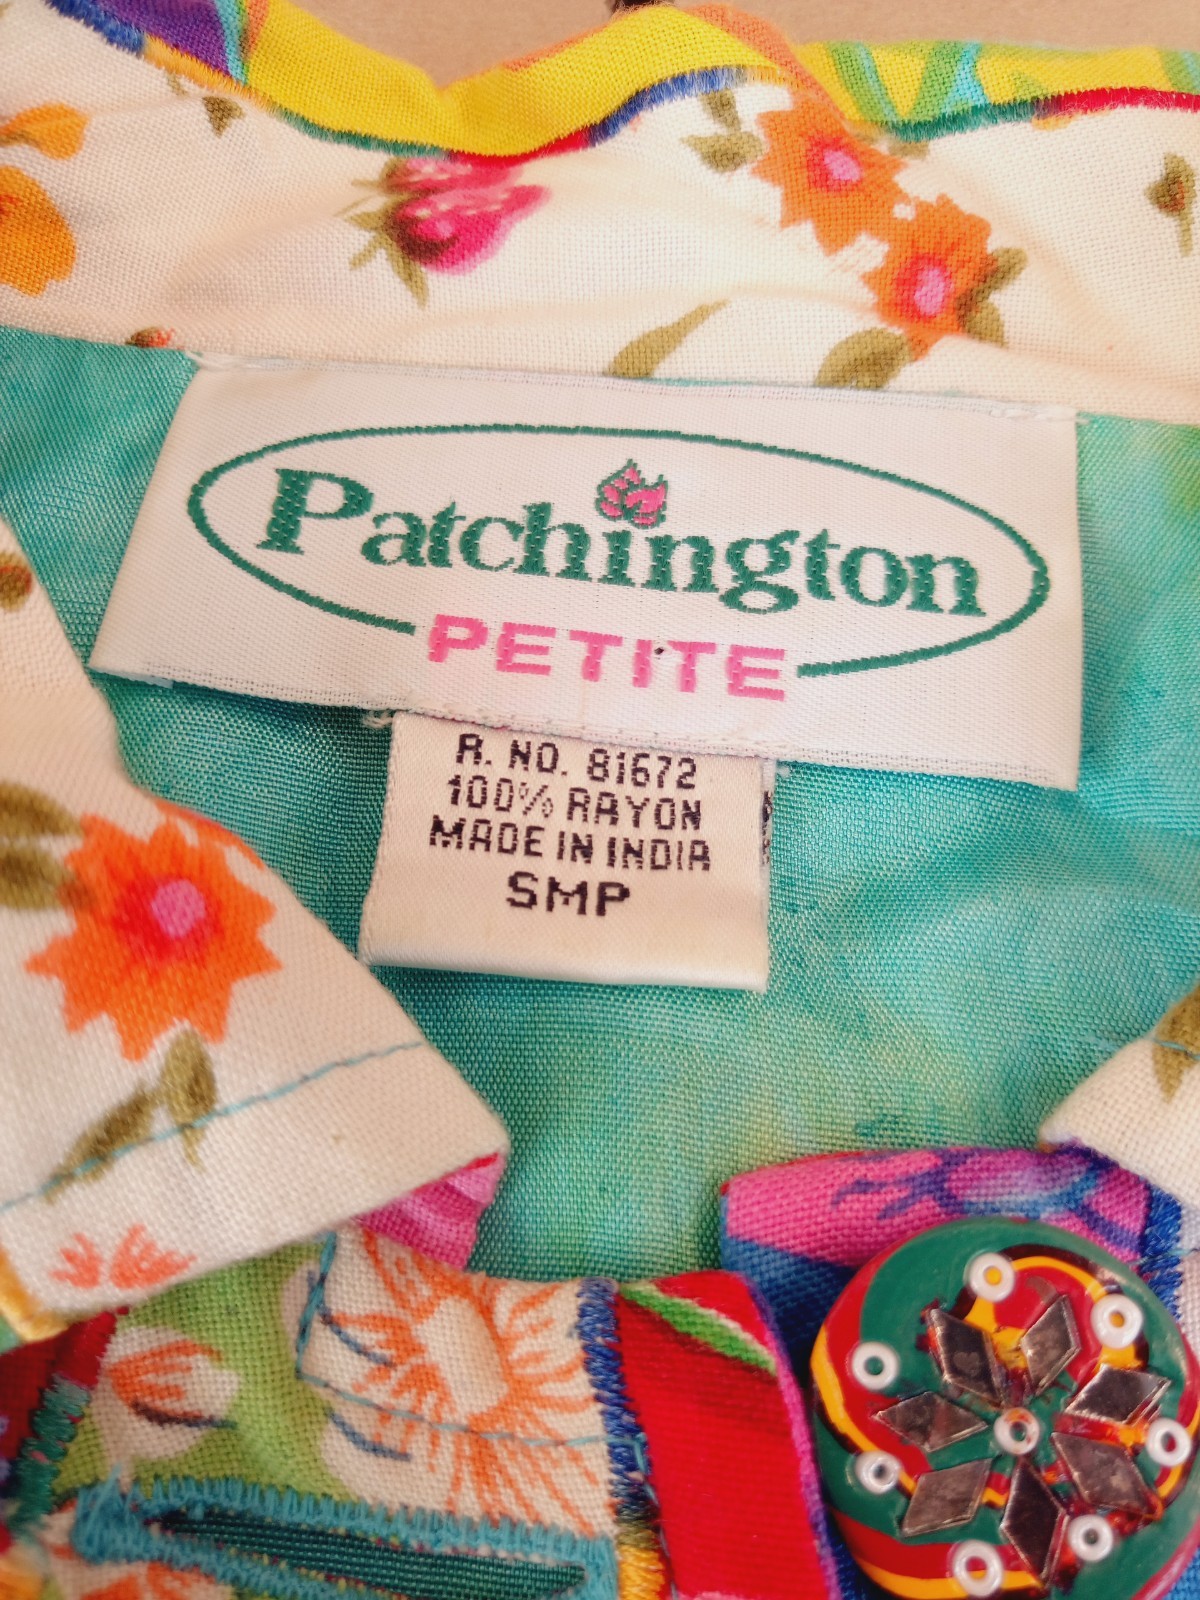 Patchington
PETITE
R. NO. 81672
100% RAYON
MADE IN INDIA
SMP